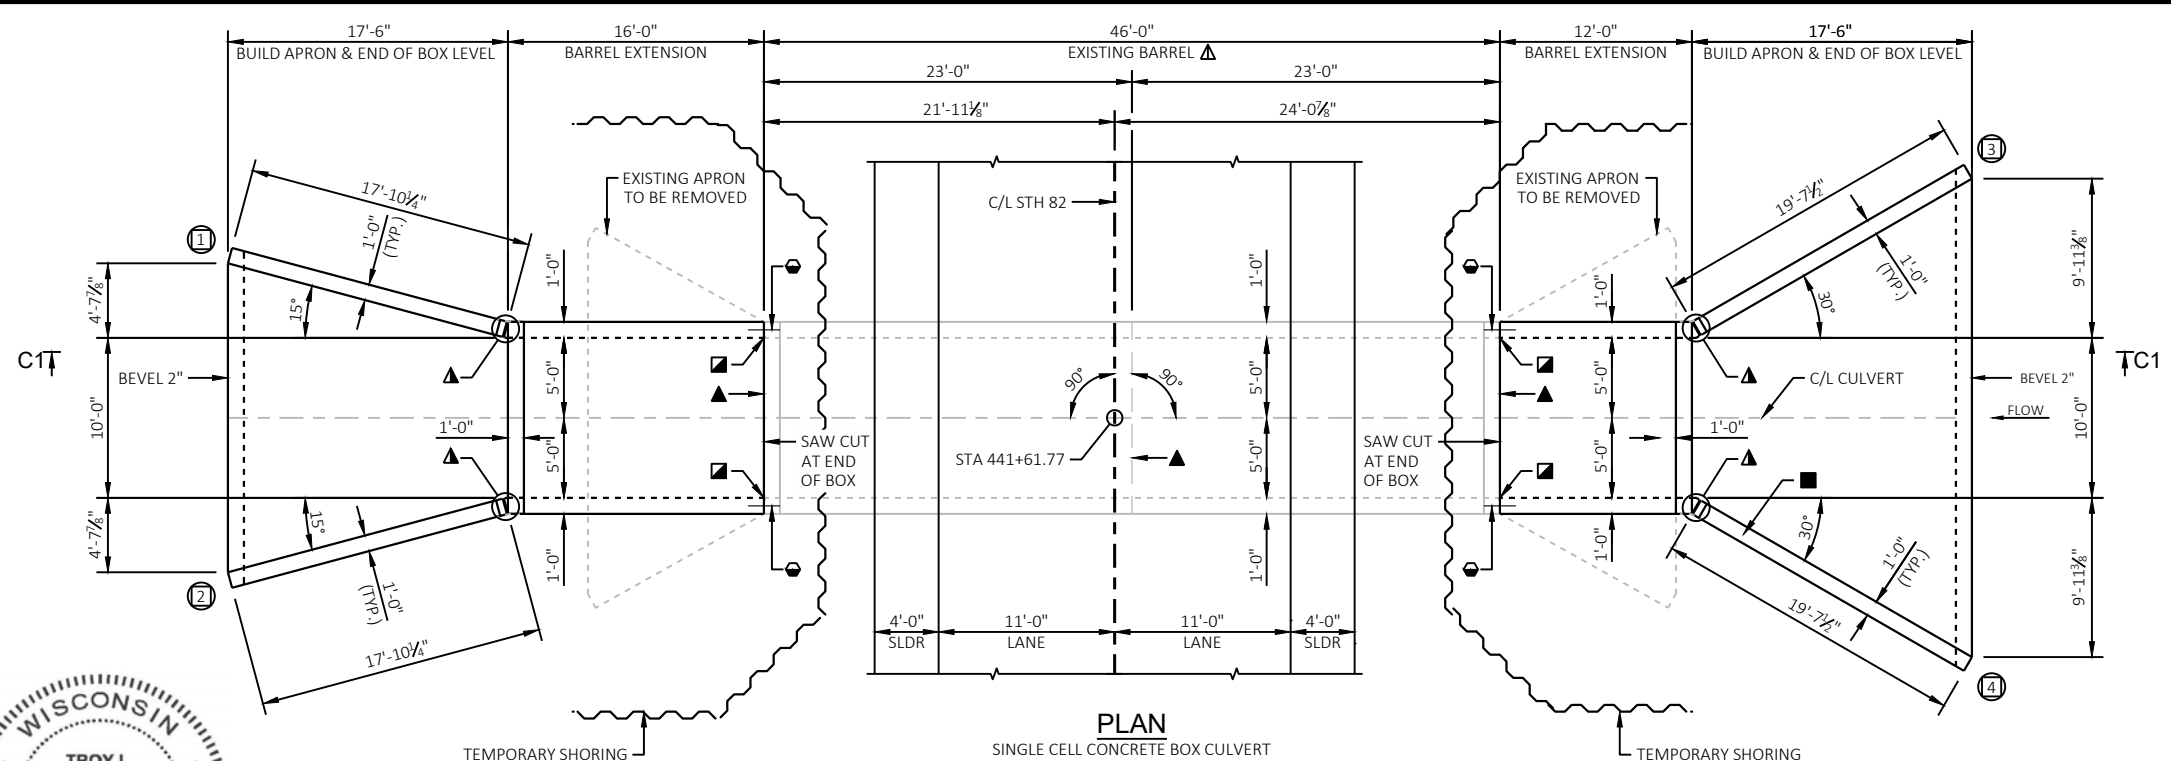 17'-6"
BUILD APRON & END OF BOX LEVEL
16'-0"
BARREL EXTENSION
46'-0"
EXISTING BARREL
12'-0"
BARREL EXTENSION
17'-6"
BUILD APRON & END OF BOX LEVEL
23'-0"
23'-0"
21'-11⅛"
24'-0⅞"
EXISTING APRON
TO BE REMOVED
C/L STH 82
EXISTING APRON
TO BE REMOVED
1
17'-10¼"
1'-0"
(TYP.)
4'-7⅞"
15°
1'-0"
1'-0"
1'-0"
19'-7½"
1'-0"
(TYP.)
30°
3
9'-11⅜"
C1
BEVEL 2"
10'-0"
1'-0"
5'-0"
5'-0"
90°
90°
5'-0"
5'-0"
5'-0"
5'-0"
SAW CUT
AT END
OF BOX
STA 441+61.77
SAW CUT
AT END
OF BOX
C/L CULVERT
BEVEL 2"
FLOW
1'-0"
10'-0"
C1
4'-7⅞"
15°
1'-0"
(TYP.)
2
17'-10¼"
1'-0"
1'-0"
1'-0"
30°
1'-0"
(TYP.)
19'-7½"
9'-11⅜"
4
4'-0"
SLDR
11'-0"
LANE
11'-0"
LANE
4'-0"
SLDR
TEMPORARY SHORING
PLAN
SINGLE CELL CONCRETE BOX CULVERT
TEMPORARY SHORING
WISCONSIN
TROY J.